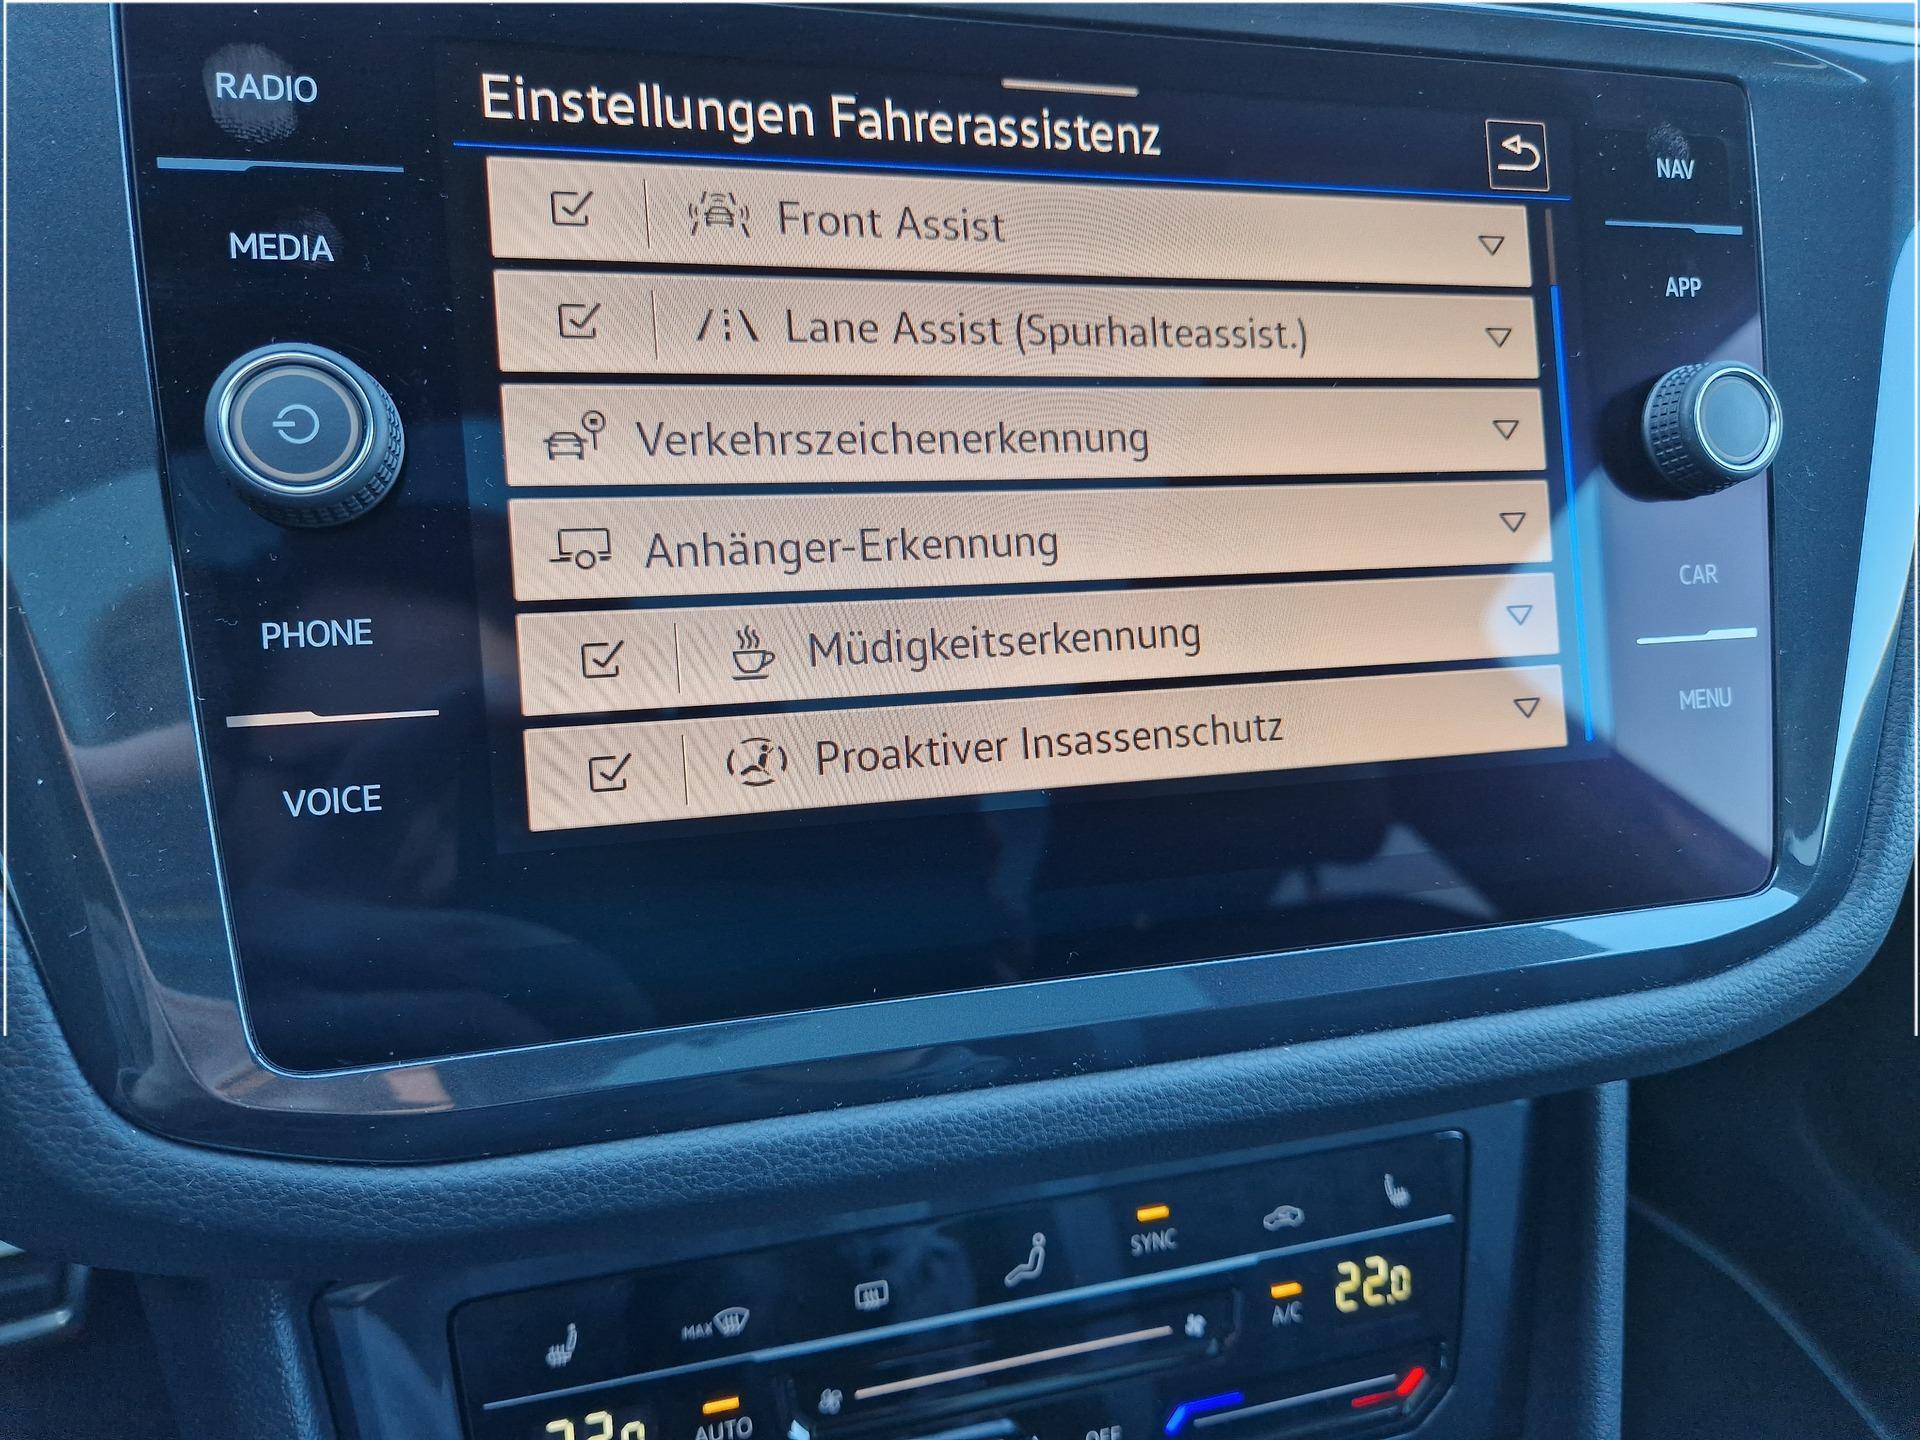 RADIO
MEDIA
PHONE
VOICE
Einstellungen Fahrerassistenz
Front Assist
Lane Assist (Spurhalteassist.)
Verkehrszeichenerkennung
Anhänger-Erkennung
Müdigkeitserkennung
Proaktiver Insassenschutz
NAV
APP
CAR
MENU
SYNC
MAX
A/C
22.0
AUTO
OFF